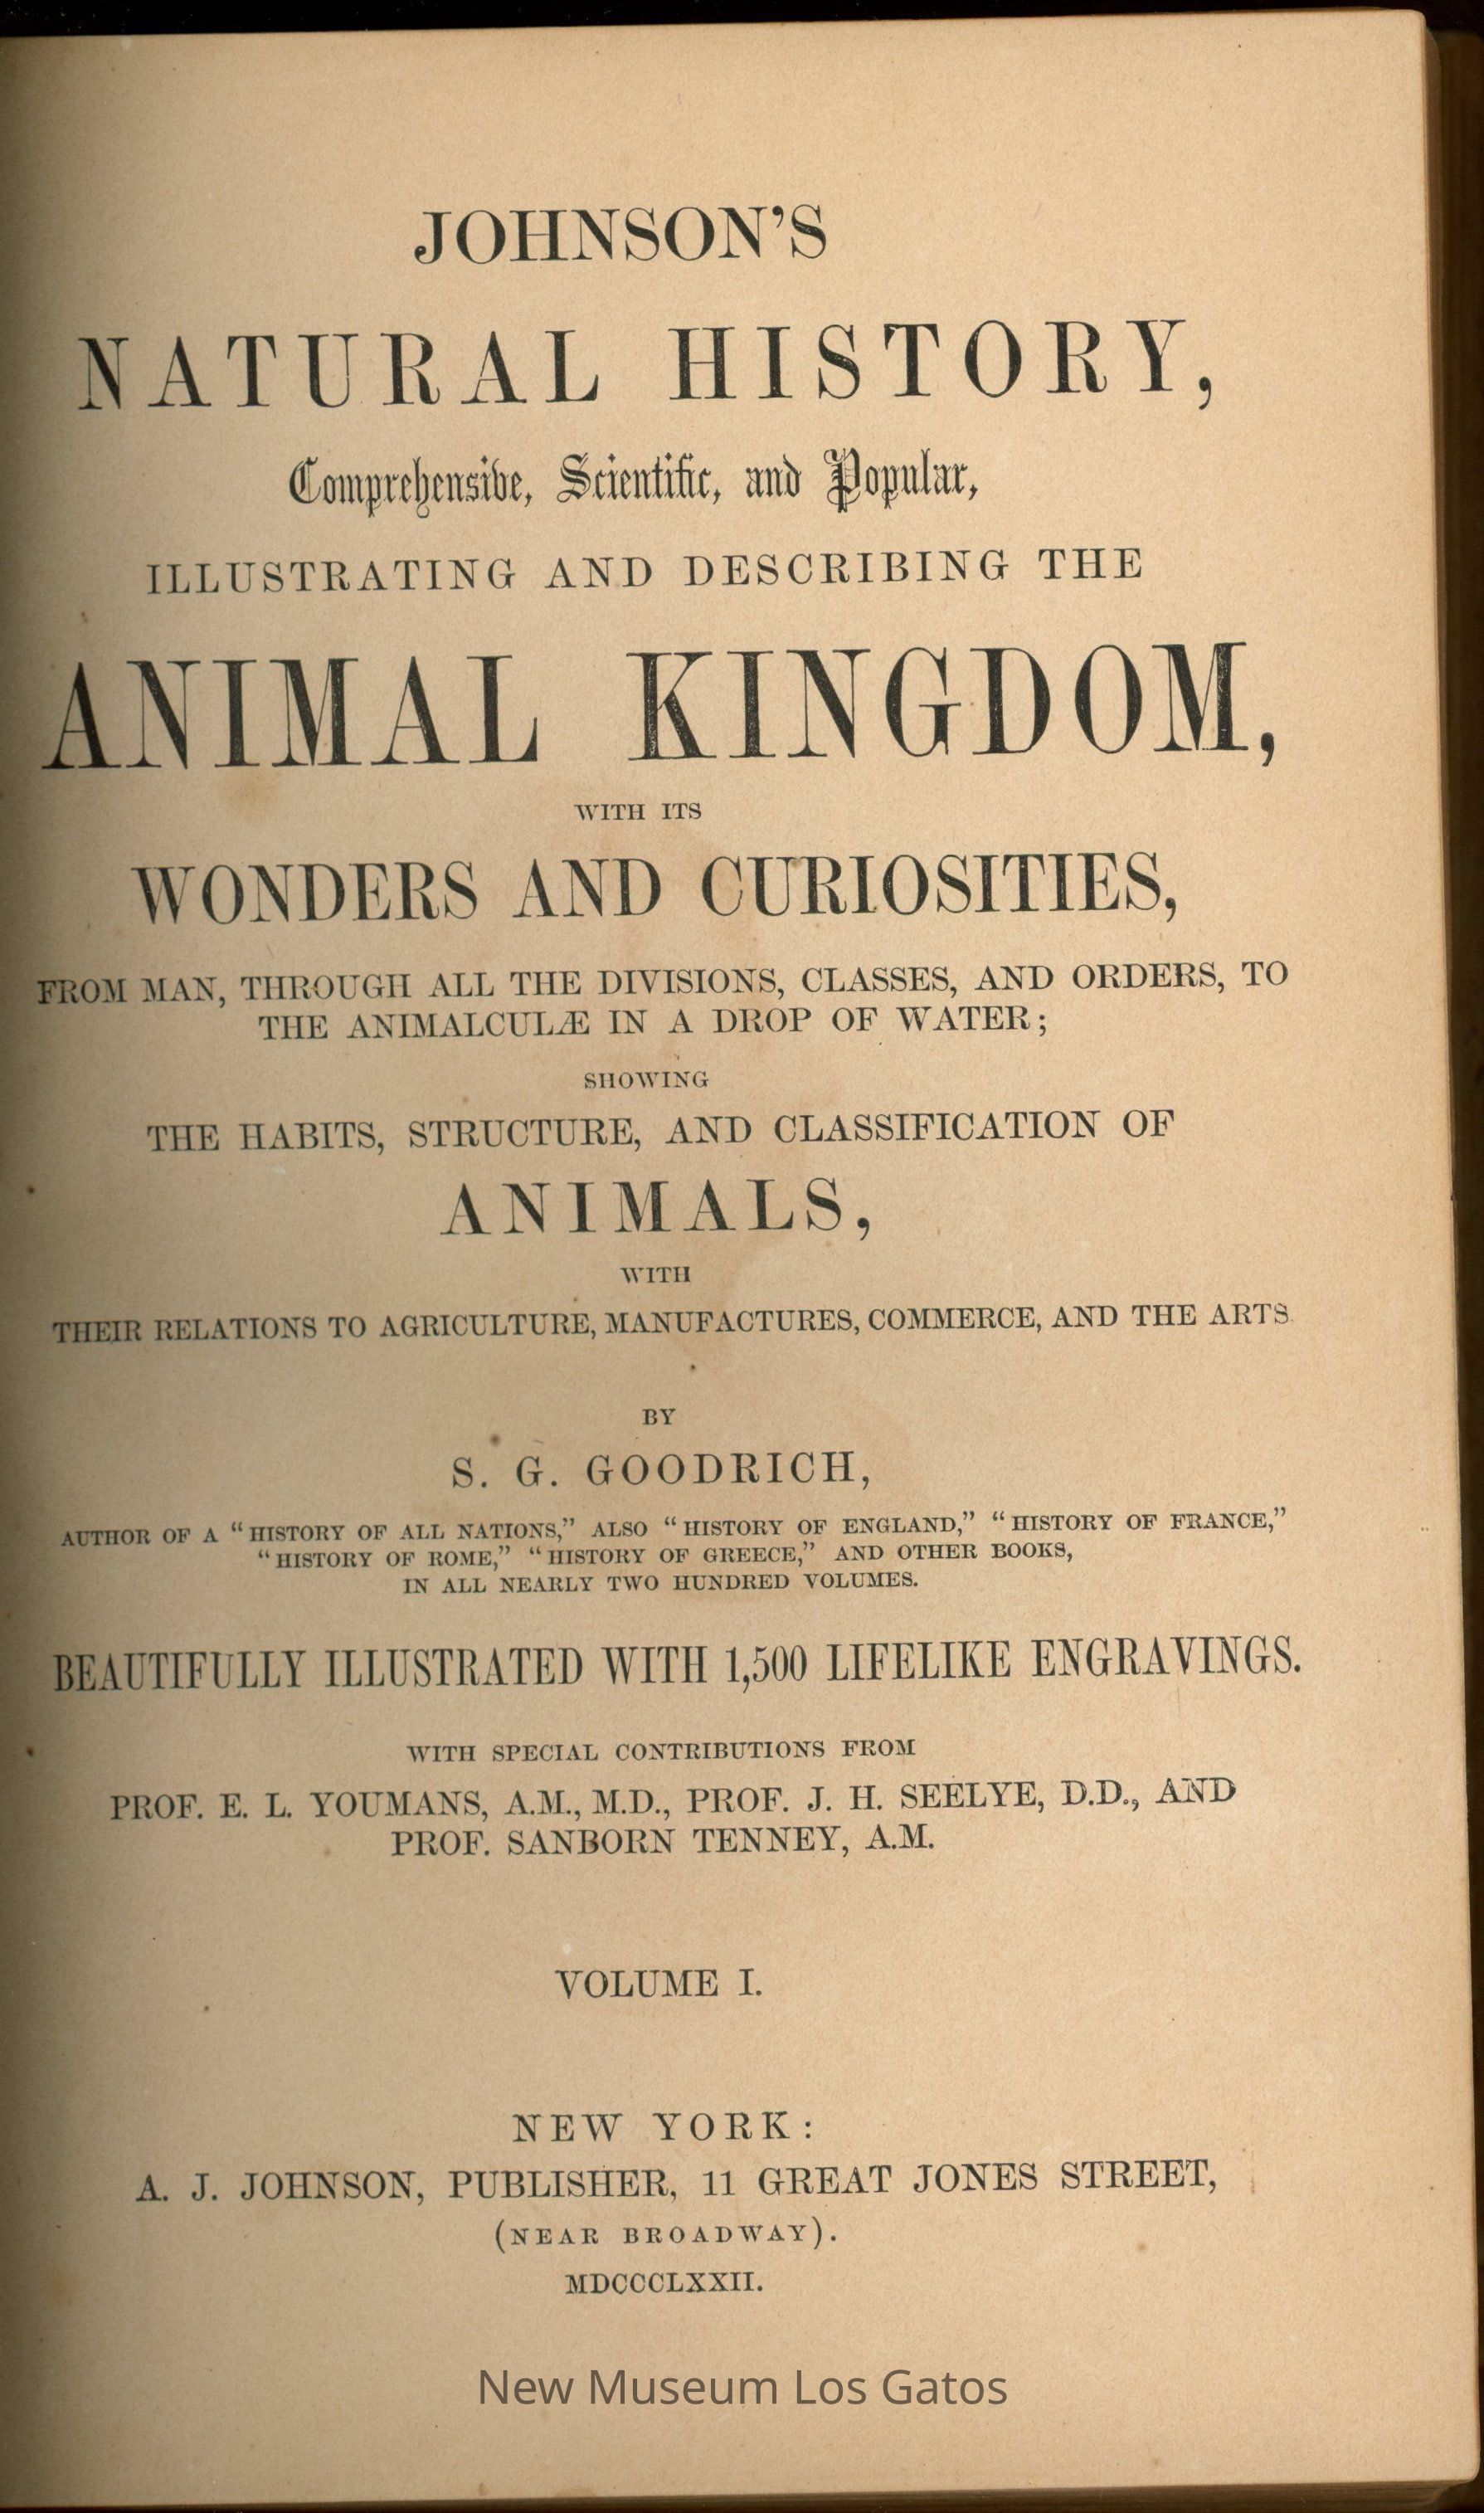 JOHNSON'S
NATURAL HISTORY,
Comprehensive, Scientific, and Popular,
ILLUSTRATING AND DESCRIBING THE
ANIMAL KINGDOM,
WITH ITS
WONDERS AND CURIOSITIES,
FROM MAN, THROUGH ALL THE DIVISIONS, CLASSES, AND ORDERS, TO
THE ANIMALCULÆ IN A DROP OF WATER;
SHOWING
THE HABITS, STRUCTURE, AND CLASSIFICATION OF
ANIMALS,
WITH
THEIR RELATIONS TO AGRICULTURE, MANUFACTURES, COMMERCE, AND THE ARTS.
BY
S. G. GOODRICH,
AUTHOR OF A "HISTORY OF ALL NATIONS," ALSO "HISTORY OF ENGLAND," "HISTORY OF FRANCE,"
"HISTORY OF ROME," "HISTORY OF GREECE," AND OTHER BOOKS,
IN ALL NEARLY TWO HUNDRED VOLUMES.
BEAUTIFULLY ILLUSTRATED WITH 1,500 LIFELIKE ENGRAVINGS.
WITH SPECIAL CONTRIBUTIONS FROM
PROF. E. L. YOUMANS, A.M., M.D., PROF. J. H. SEELYE, D.D., AND
PROF. SANBORN TENNEY, A.M.
VOLUME I.
NEW YORK:
A. J. JOHNSON, PUBLISHER, 11 GREAT JONES STREET,
(NEAR BROADWAY).
MDCCCLXXII.
New Museum Los Gatos